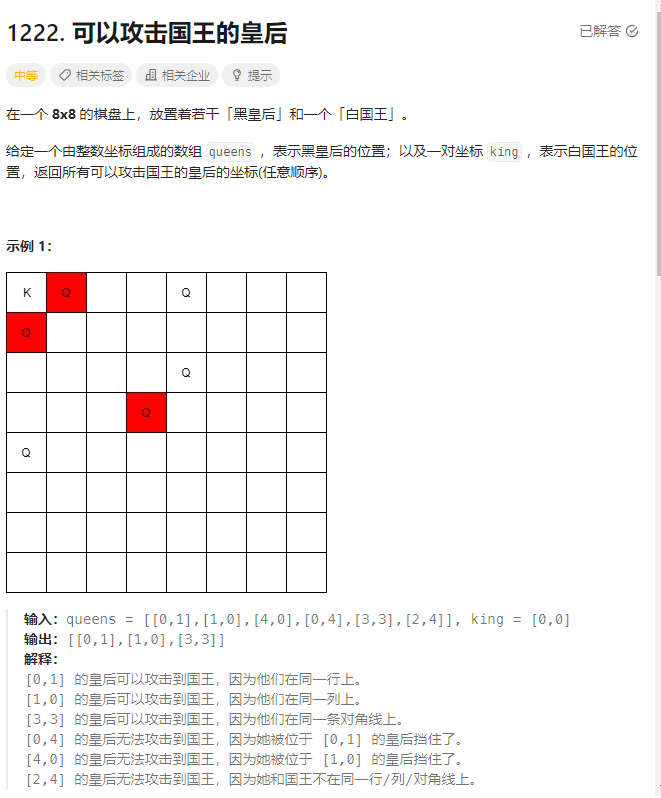 1222. 可以攻击国王的皇后
已解答
中等 相关标签 相关企业 提示
在一个 8x8 的棋盘上，放置着若干「黑皇后」和一个「白国王」。
给定一个由整数坐标组成的数组 queens ，表示黑皇后的位置；以及一对坐标 king ，表示白国王的位
置，返回所有可以攻击国王的皇后的坐标(任意顺序)。
示例 1：
K Q Q
Q
Q
Q
Q
输入：queens = [[0,1],[1,0],[4,0],[0,4],[3,3],[2,4]], king = [0,0]
输出：[[0,1],[1,0],[3,3]]
解释：
[0,1] 的皇后可以攻击到国王，因为他们在同一行上。
[1,0] 的皇后可以攻击到国王，因为他们在同一列上。
[3,3] 的皇后可以攻击到国王，因为他们在同一条对角线上。
[0,4] 的皇后无法攻击到国王，因为她被位于 [0,1] 的皇后挡住了。
[4,0] 的皇后无法攻击到国王，因为她被位于 [1,0] 的皇后挡住了。
[2,4] 的皇后无法攻击到国王，因为她和国王不在同一行/列/对角线上。